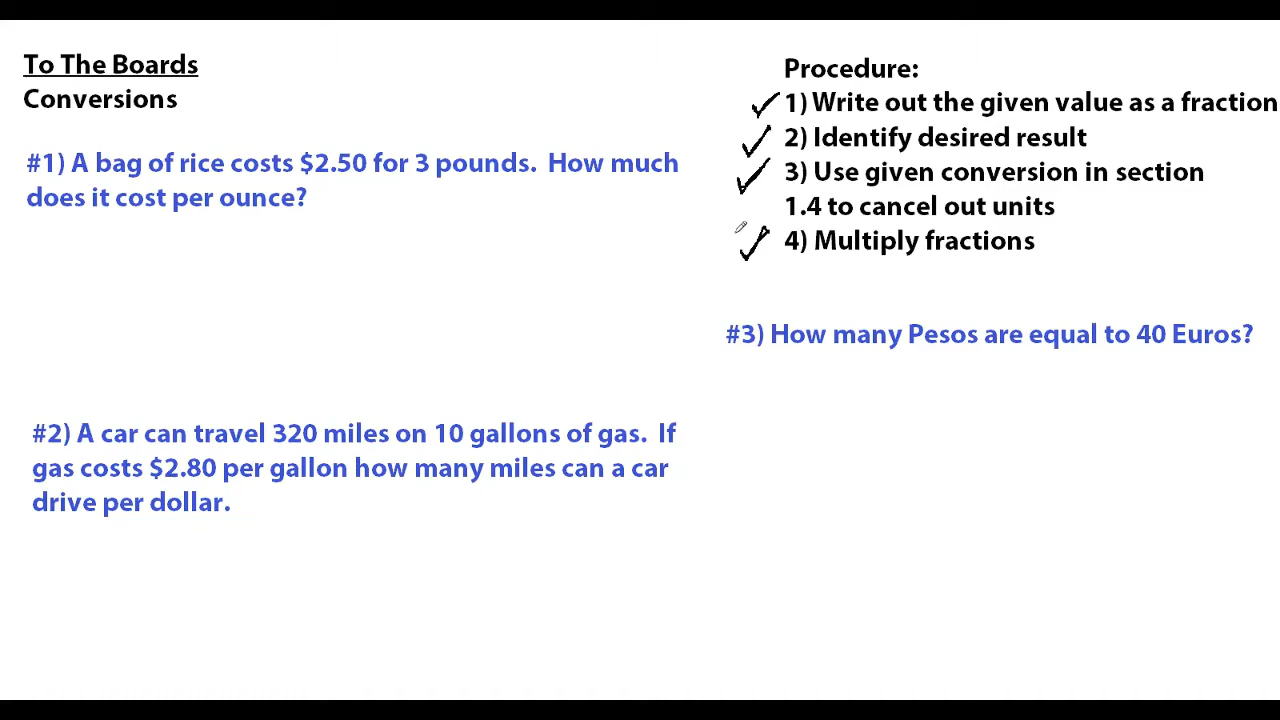 To The Boards
Conversions
#1) A bag of rice costs $2.50 for 3 pounds.  How much
does it cost per ounce?
#2) A car can travel 320 miles on 10 gallons of gas.  If
gas costs $2.80 per gallon how many miles can a car
drive per dollar.
Procedure:
1) Write out the given value as a fraction
2) Identify desired result
3) Use given conversion in section
1.4 to cancel out units
4) Multiply fractions
#3) How many Pesos are equal to 40 Euros?